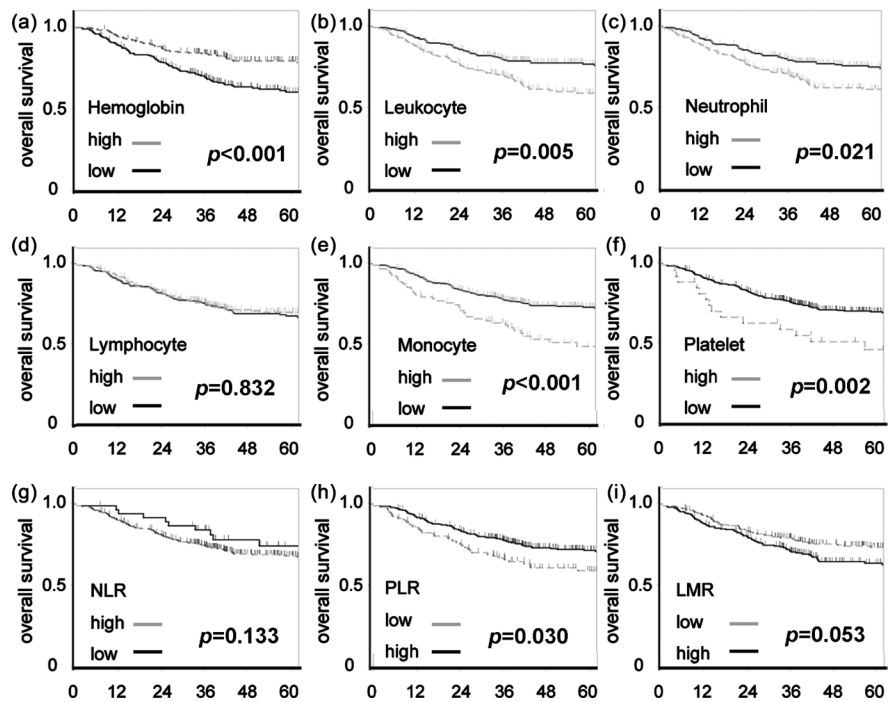 (a)
overall survival
1.0
0.5
0
Hemoglobin
high
low
p<0.001
0 12 24 36 48 60
(b)
overall survival
1.0
0.5
0
Leukocyte
high
low
p=0.005
0 12 24 36 48 60
(c)
overall survival
1.0
0.5
0
Neutrophil
high
low
p=0.021
0 12 24 36 48 60
(d)
overall survival
1.0
0.5
0
Lymphocyte
high
low
p=0.832
0 12 24 36 48 60
(e)
overall survival
1.0
0.5
0
Monocyte
high
low
p<0.001
0 12 24 36 48 60
(f)
overall survival
1.0
0.5
0
Platelet
high
low
p=0.002
0 12 24 36 48 60
(g)
overall survival
1.0
0.5
0
NLR
high
low
p=0.133
0 12 24 36 48 60
(h)
overall survival
1.0
0.5
0
PLR
low
high
p=0.030
0 12 24 36 48 60
(i)
overall survival
1.0
0.5
0
LMR
low
high
p=0.053
0 12 24 36 48 60